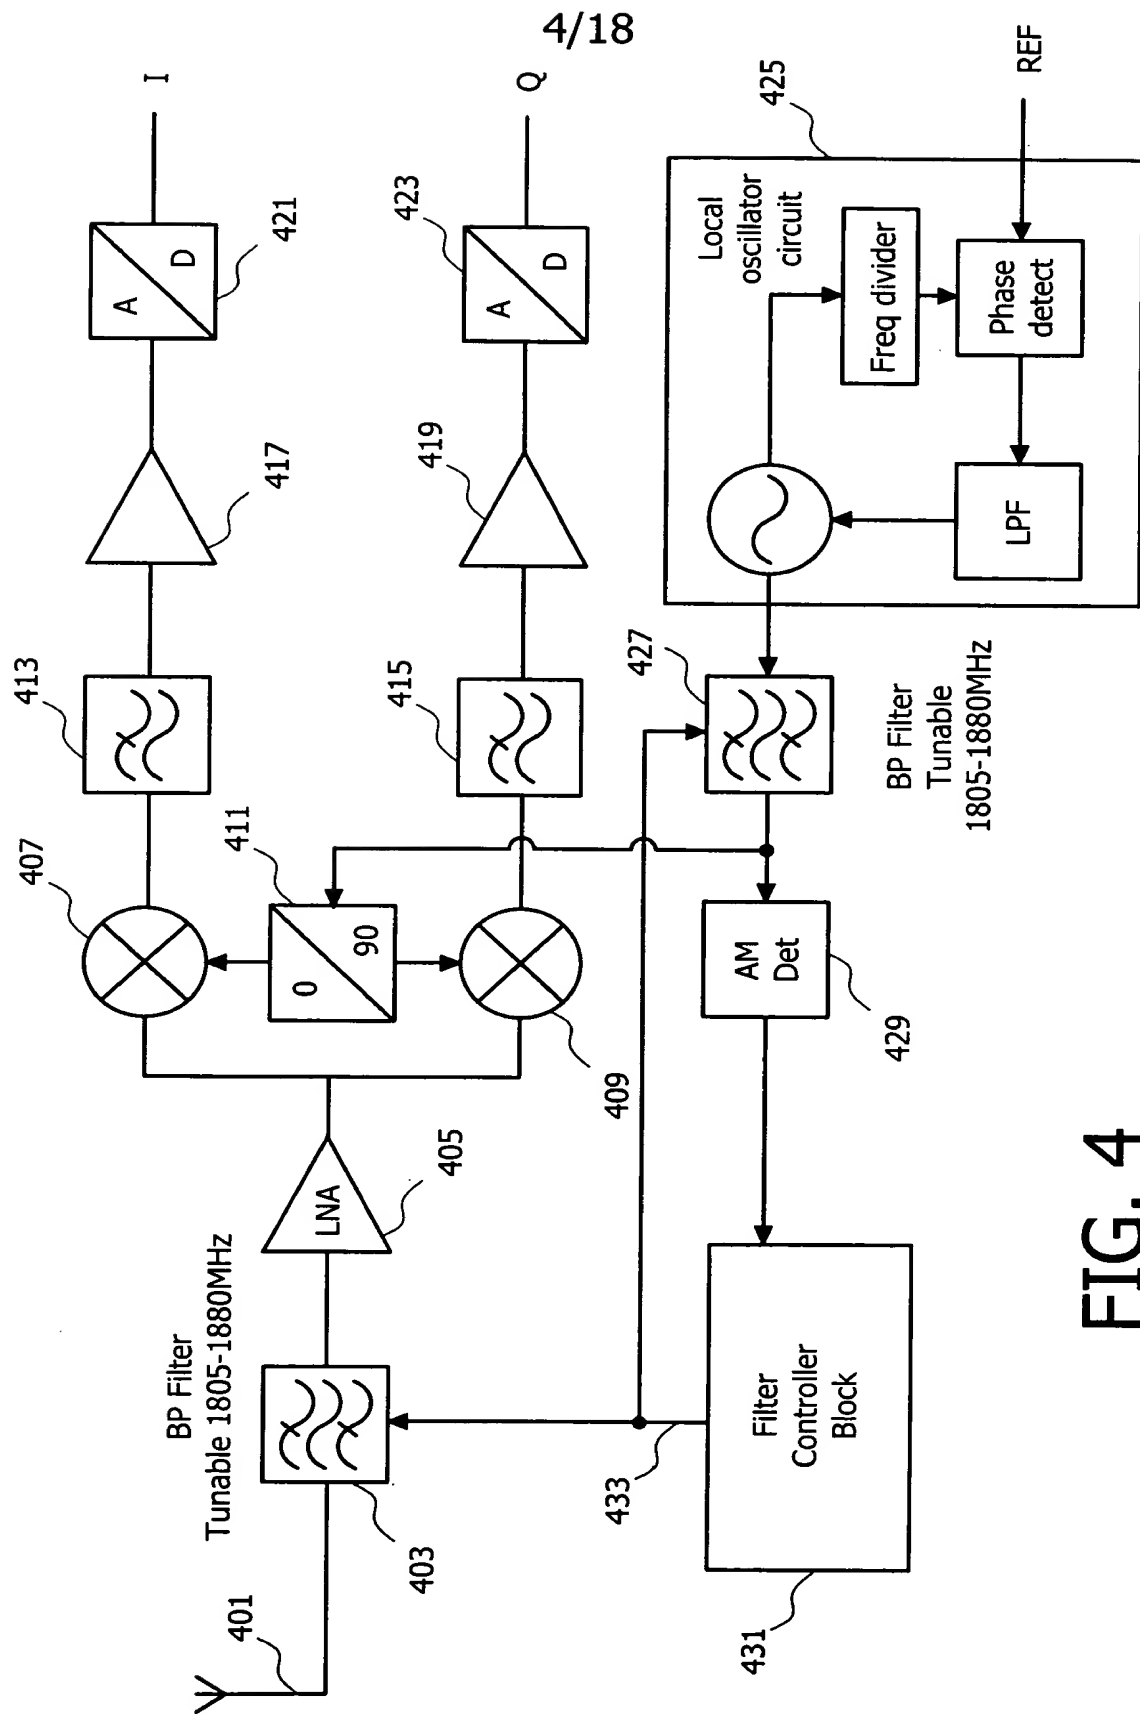 4/18
401
403
BP Filter
Tunable 1805-1880MHz
LNA
405
407
409
0
90
411
413
415
417
419
A
D
421
A
D
423
I
Q
Local
oscillator
circuit
425
Freq divider
Phase
detect
LPF
REF
427
BP Filter
Tunable
1805-1880MHz
AM
Det
429
Filter
Controller
Block
431
433
FIG. 4